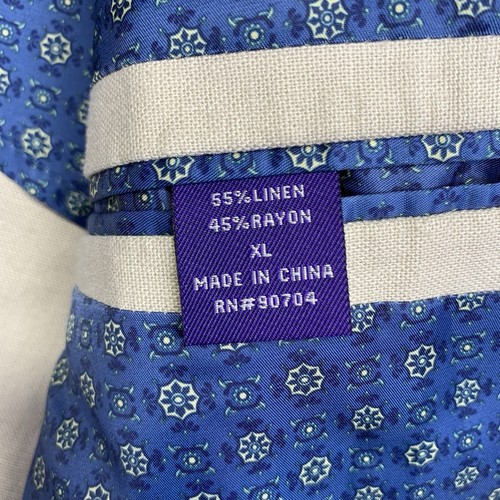 55%LINEN
45%RAYON
XL
MADE IN CHINA
RN#90704